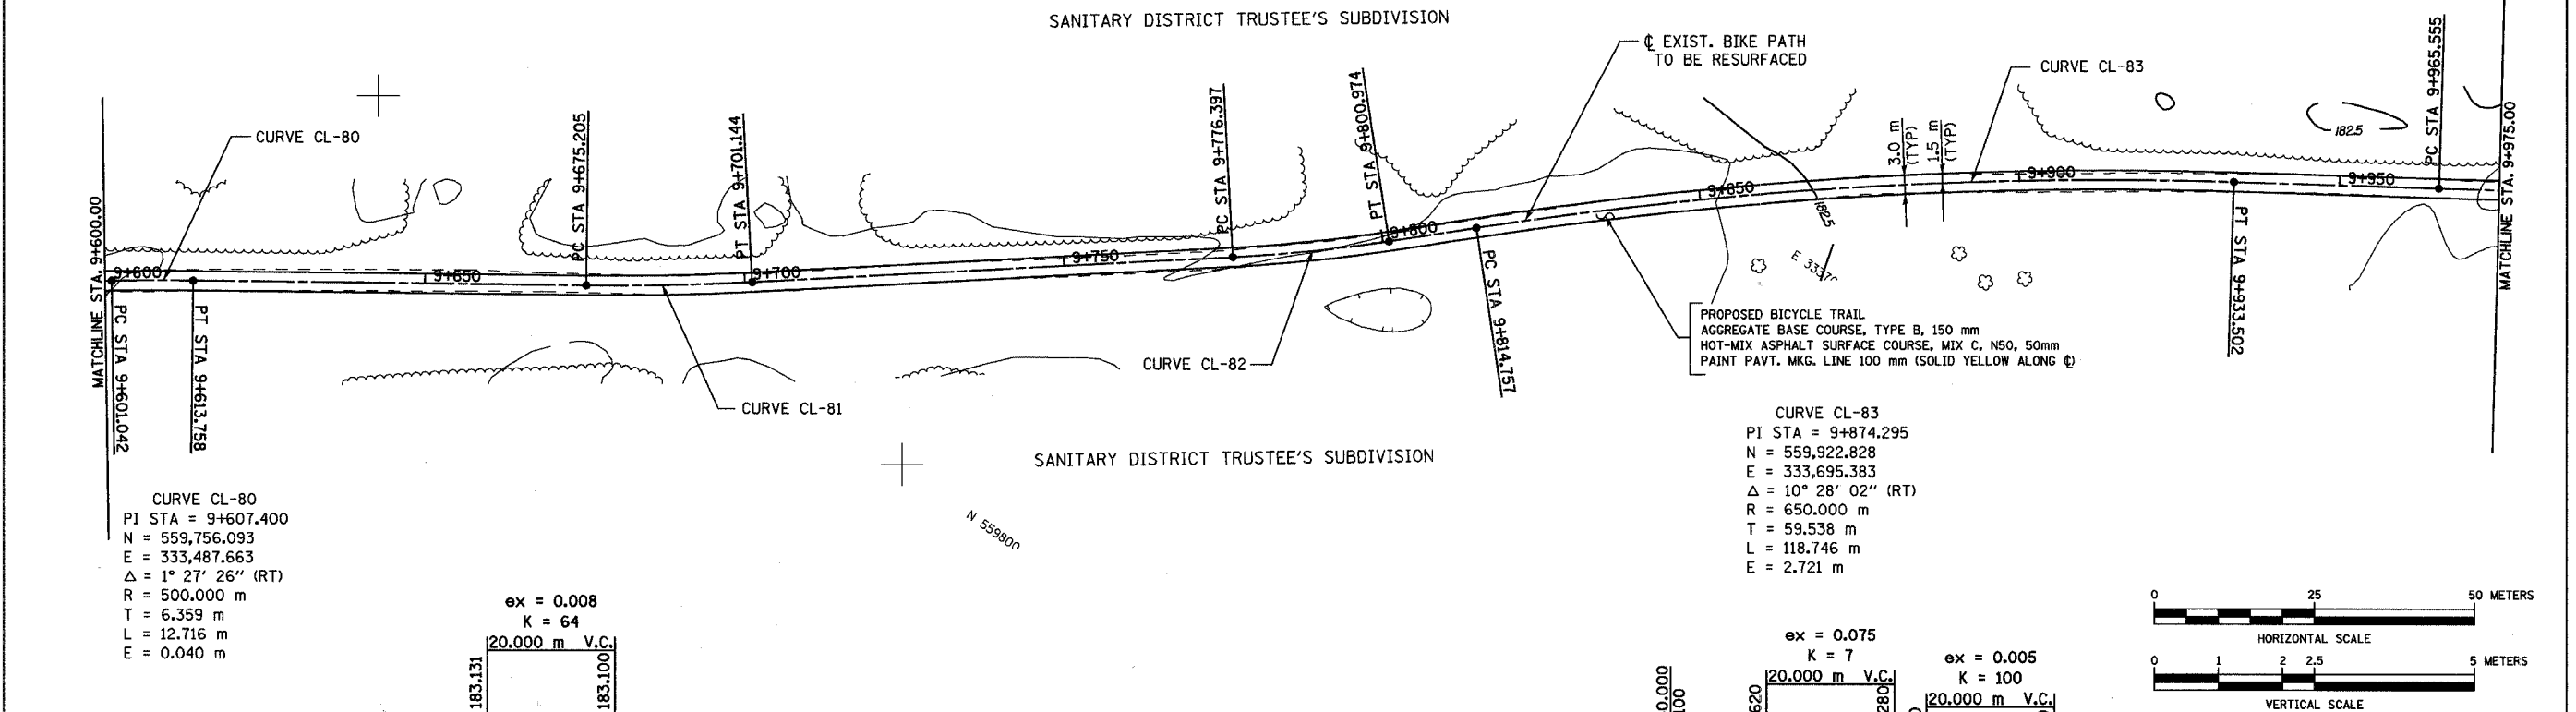 SANITARY DISTRICT TRUSTEE'S SUBDIVISION
℄ EXIST. BIKE PATH
TO BE RESURFACED
CURVE CL-83
CURVE CL-80
MATCHLINE STA. 9+600.00
PC STA 9+601.042
PT STA 9+613.758
PC STA 9+675.205
PT STA 9+701.144
PC STA 9+776.397
PT STA 9+800.974
PC STA 9+814.757
3.0 m
(TYP)
1.5 m
(TYP)
PT STA 9+933.502
PC STA 9+965.555
MATCHLINE STA. 9+975.00
9+600
9+650
9+700
9+750
9+800
9+850
9+900
9+950
182.5
182.5
CURVE CL-81
CURVE CL-82
PROPOSED BICYCLE TRAIL
AGGREGATE BASE COURSE, TYPE B, 150 mm
HOT-MIX ASPHALT SURFACE COURSE, MIX C, N50, 50mm
PAINT PAVT. MKG. LINE 100 mm (SOLID YELLOW ALONG ℄)
SANITARY DISTRICT TRUSTEE'S SUBDIVISION
N 559800
CURVE CL-80
PI STA = 9+607.400
N = 559,756.093
E = 333,487.663
Δ = 1° 27' 26" (RT)
R = 500.000 m
T = 6.359 m
L = 12.716 m
E = 0.040 m
CURVE CL-83
PI STA = 9+874.295
N = 559,922.828
E = 333,695.383
Δ = 10° 28' 02" (RT)
R = 650.000 m
T = 59.538 m
L = 118.746 m
E = 2.721 m
ex = 0.008
K = 64
20.000 m V.C.
183.131
183.100
ex = 0.075
K = 7
20.000 m V.C.
ex = 0.005
K = 100
20.000 m V.C.
0 25 50 METERS
HORIZONTAL SCALE
0 1 2 2.5 5 METERS
VERTICAL SCALE